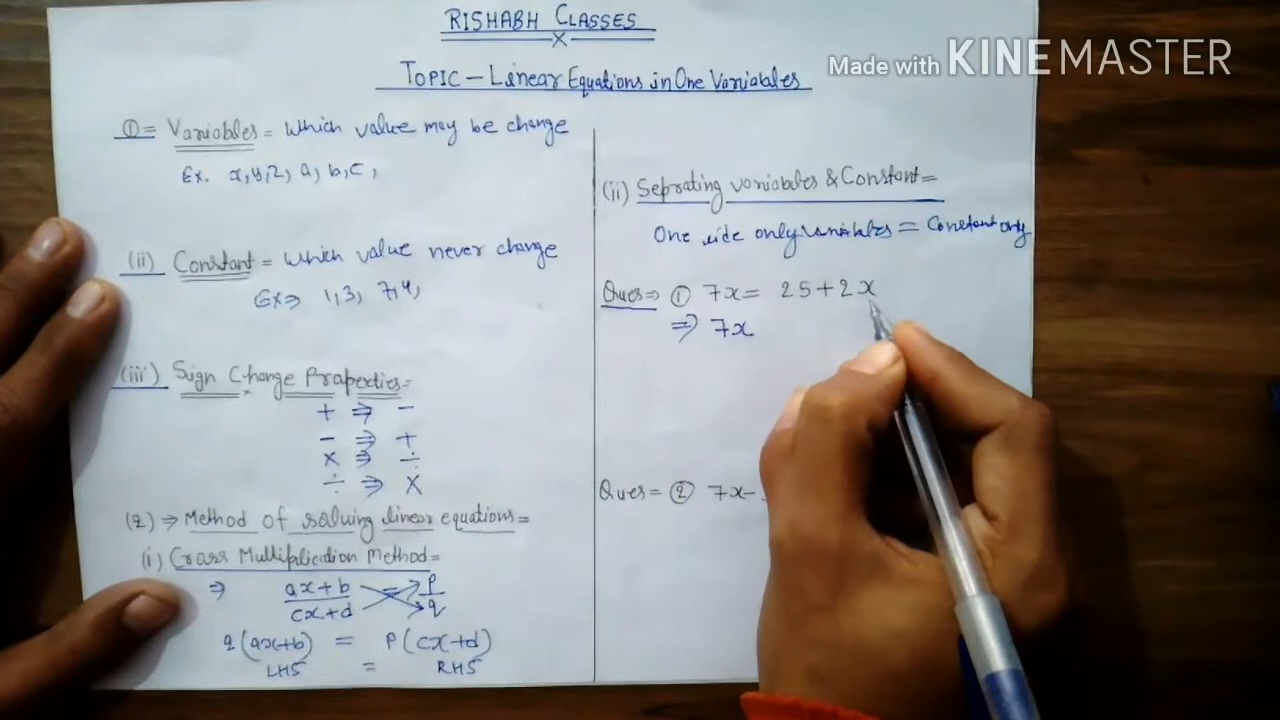 RISHABH CLASSES
Made with KINEMASTER
TOPIC - Linear Equations in One Variables
① = Variables = Which value may be change
Ex. x, y, z, a, b, c,
(ii) Constant = Which value never change
Ex ⇒ 1, 3, 7, 4,
(iii) Sign Change Properties =
+ ⇒ -
- ⇒ +
× ⇒ ÷
÷ ⇒ ×
(2) ⇒ Method of solving linear equations =
(i) Cross Multiplication Method =
⇒ ax+b = p
cx+d q
q(ax+b) = P(cx+d)
LHS = RHS
(ii) Seprating variables & Constant =
One side only variables = Constant only
Ques ⇒ ① 7x = 25+2x
⇒ 7x
Ques = ② 7x-